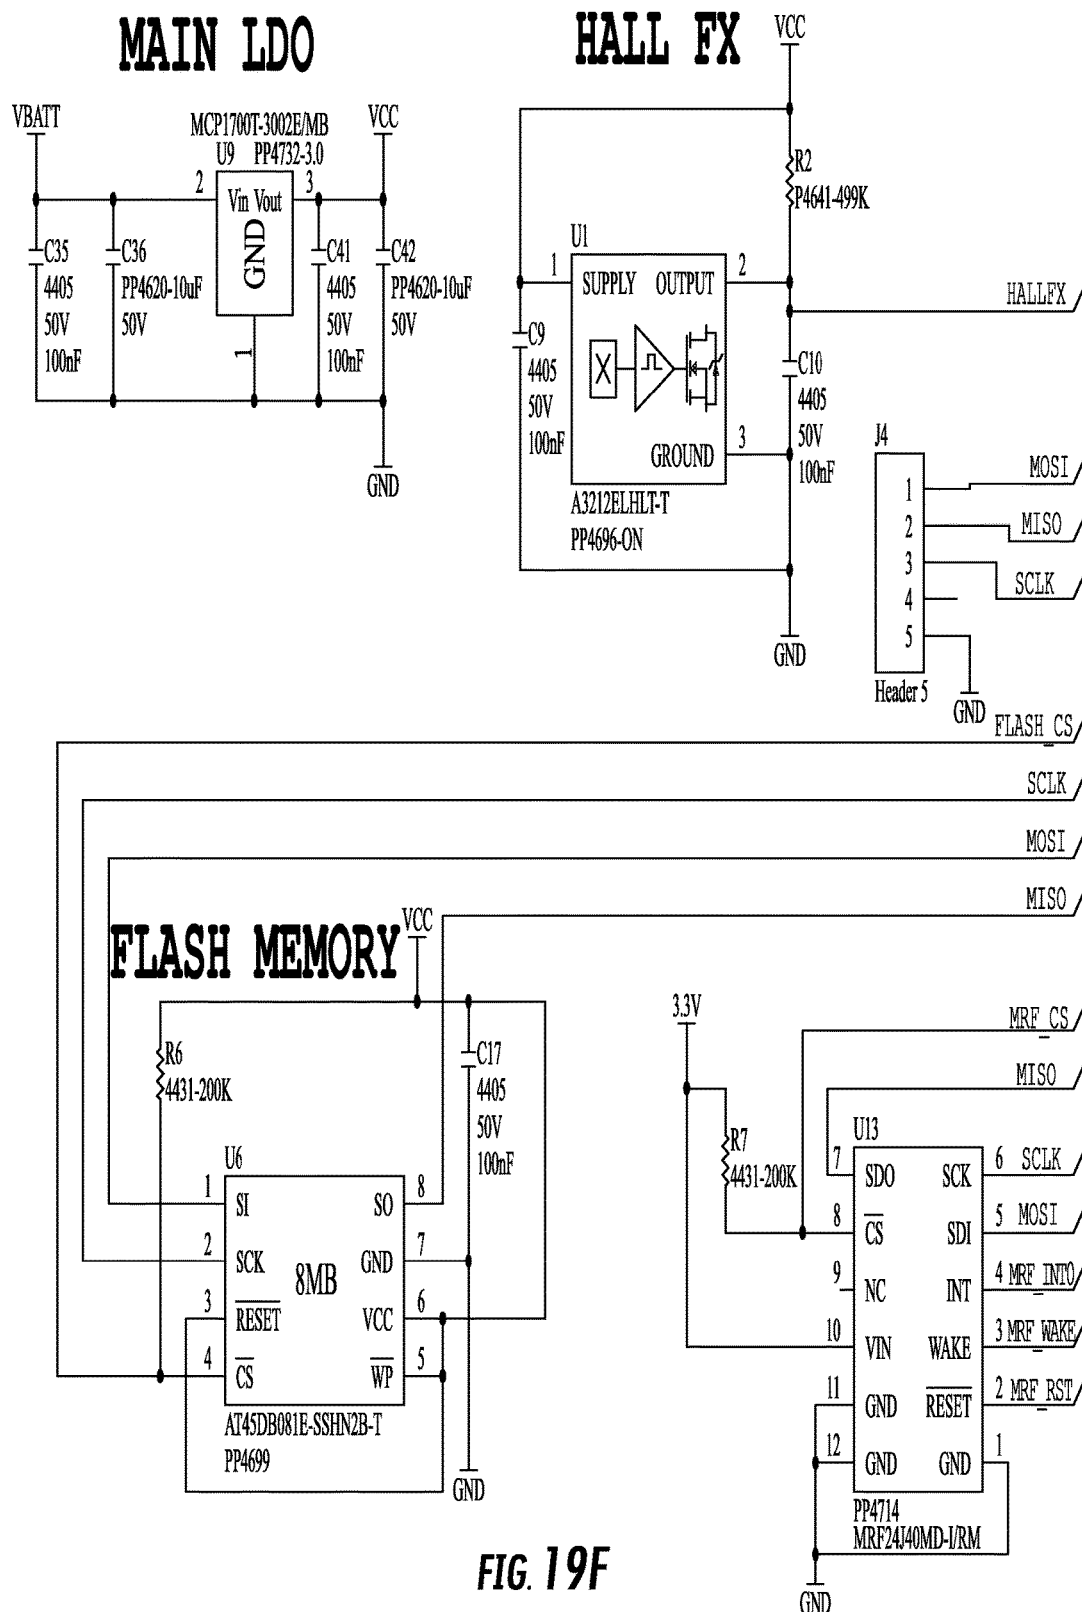 MAIN LDO
VBATT
MCP1700T-3002E/MB
U9 PP4732-3.0
VCC
2
Vin Vout
3
GND
1
C35
4405
50V
100nF
C36
PP4620-10uF
50V
C41
4405
50V
100nF
C42
PP4620-10uF
50V
GND
HALL FX
VCC
R2
P4641-499K
U1
1
SUPPLY OUTPUT
2
HALLFX
C9
4405
50V
100nF
GROUND
3
C10
4405
50V
100nF
A3212ELHLT-T
PP4696-ON
GND
J4
1
MOSI
2
MISO
3
SCLK
4
5
Header 5
GND
FLASH_CS
SCLK
MOSI
MISO
FLASH MEMORY
VCC
R6
4431-200K
C17
4405
50V
100nF
U6
1 SI SO 8
2 SCK GND 7
8MB
3 RESET VCC 6
4 CS WP 5
AT45DB081E-SSHN2B-T
PP4699
GND
3.3V
MRF_CS
MISO
R7
4431-200K
U13
7 SDO SCK 6 SCLK
8 CS SDI 5 MOSI
9 NC INT 4 MRF_INTO
10 VIN WAKE 3 MRF_WAKE
11 GND RESET 2 MRF_RST
12 GND GND 1
PP4714
MRF24J40MD-I/RM
GND
FIG. 19F